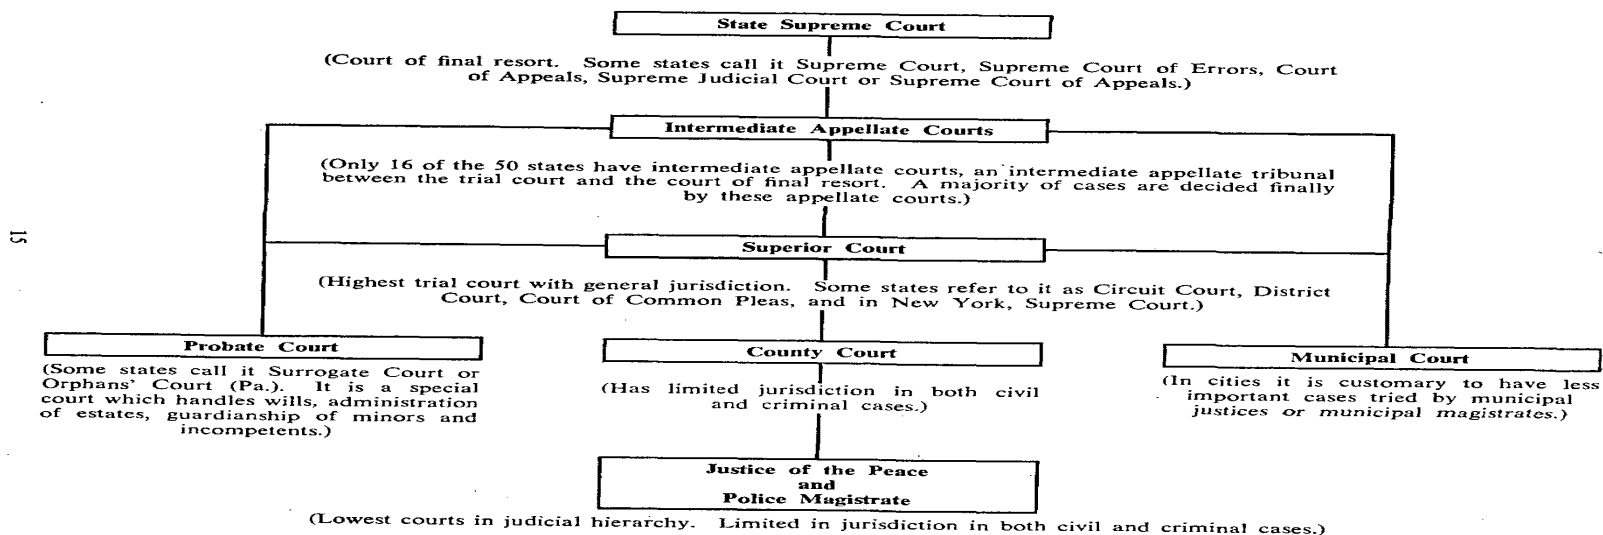 State Supreme Court
(Court of final resort. Some states call it Supreme Court, Supreme Court of Errors, Court
of Appeals, Supreme Judicial Court or Supreme Court of Appeals.)
Intermediate Appellate Courts
(Only 16 of the 50 states have intermediate appellate courts, an intermediate appellate tribunal
between the trial court and the court of final resort. A majority of cases are decided finally
by these appellate courts.)
15
Superior Court
(Highest trial court with general jurisdiction. Some states refer to it as Circuit Court, District
Court, Court of Common Pleas, and in New York, Supreme Court.)
Probate Court
(Some states call it Surrogate Court or
Orphans' Court (Pa.). It is a special
court which handles wills, administration
of estates, guardianship of minors and
incompetents.)
County Court
(Has limited jurisdiction in both civil
and criminal cases.)
Municipal Court
(In cities it is customary to have less
important cases tried by municipal
justices or municipal magistrates.)
Justice of the Peace
and
Police Magistrate
(Lowest courts in judicial hierarchy. Limited in jurisdiction in both civil and criminal cases.)